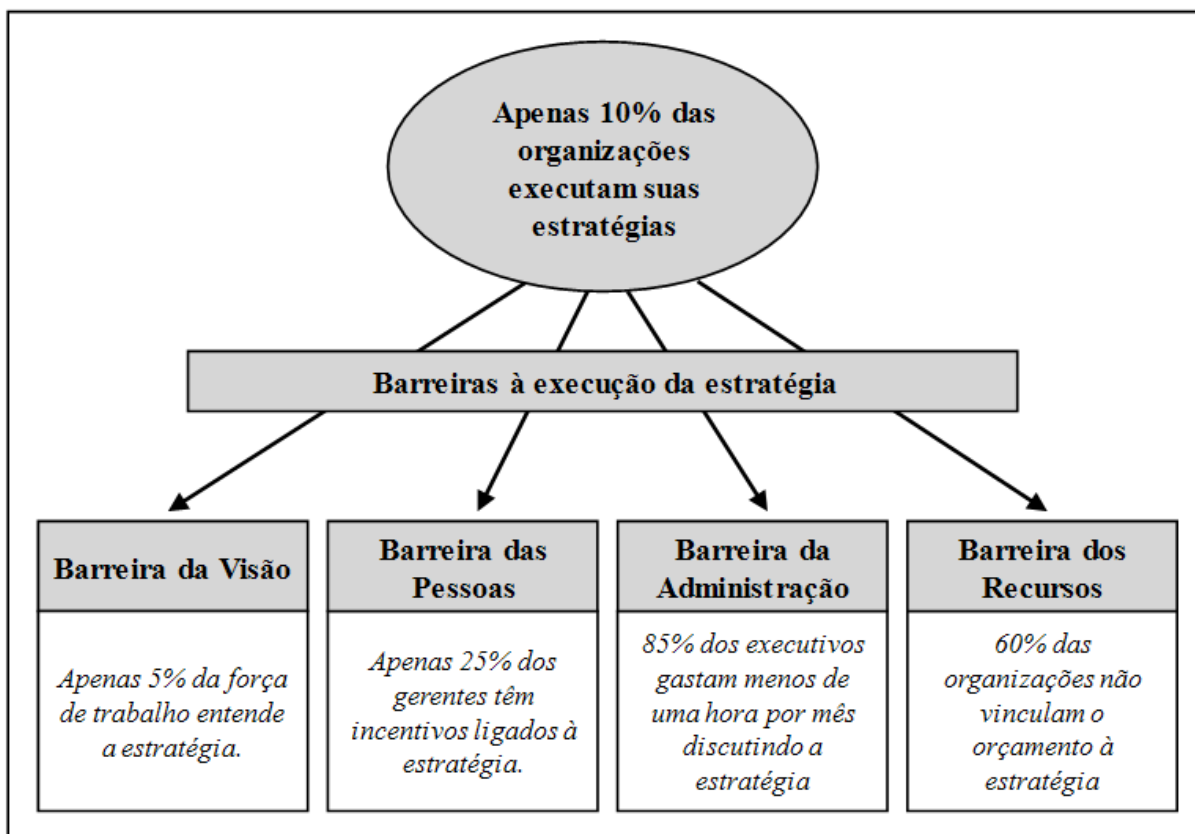 Apenas 10% das
organizações
executam suas
estratégias
Barreiras à execução da estratégia
Barreira da Visão
Apenas 5% da força
de trabalho entende
a estratégia.
Barreira das
Pessoas
Apenas 25% dos
gerentes têm
incentivos ligados à
estratégia.
Barreira da
Administração
85% dos executivos
gastam menos de
uma hora por mês
discutindo a
estratégia
Barreira dos
Recursos
60% das
organizações não
vinculam o
orçamento à
estratégia